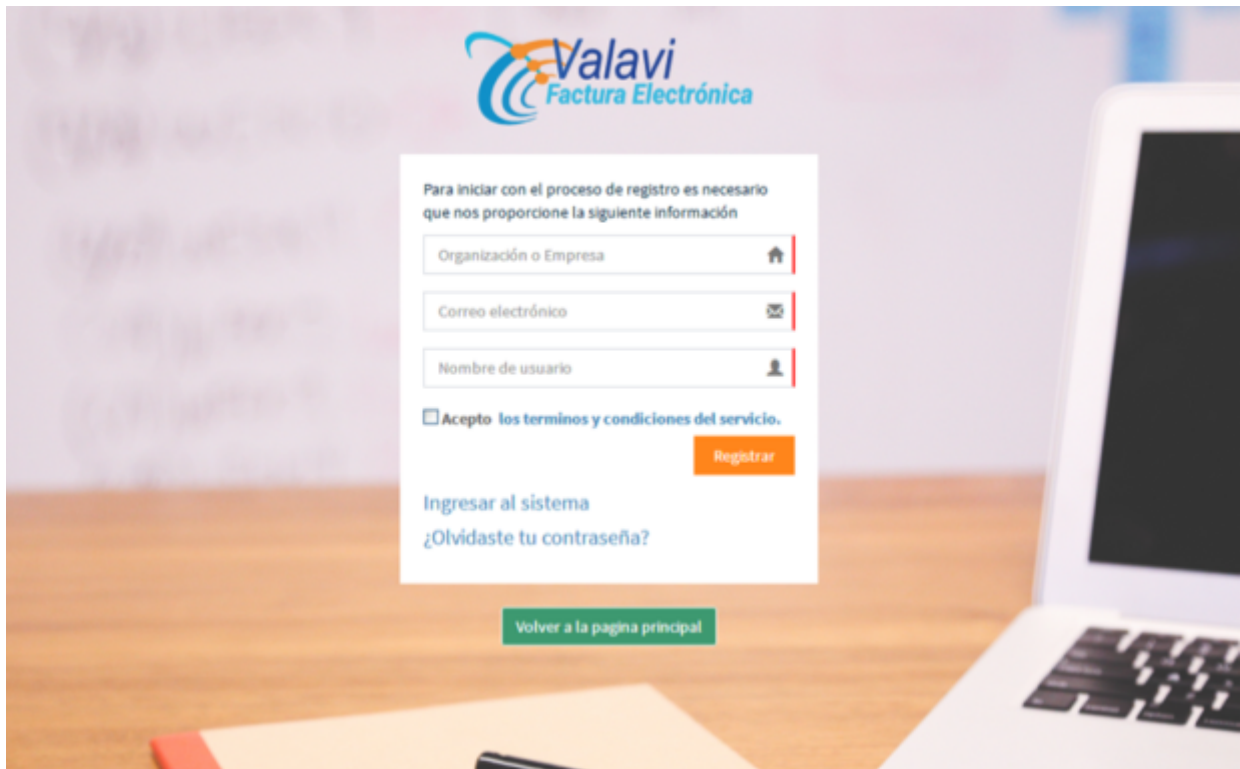 Valavi
Factura Electrónica
Para iniciar con el proceso de registro es necesario
que nos proporcione la siguiente información
Organización o Empresa
Correo electrónico
Nombre de usuario
Acepto los terminos y condiciones del servicio.
Registrar
Ingresar al sistema
¿Olvidaste tu contraseña?
Volver a la pagina principal